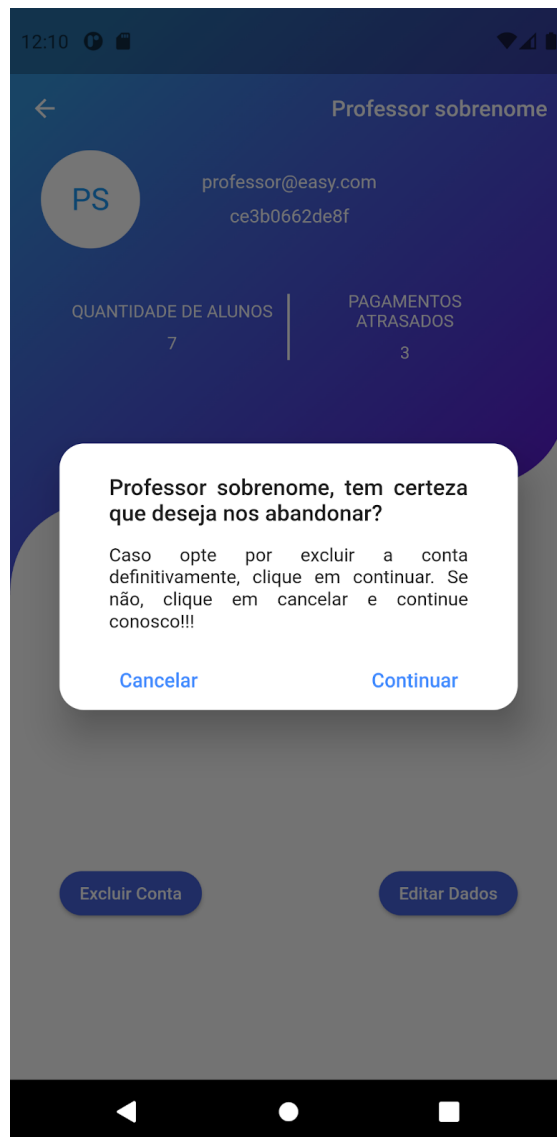 12:10
Professor sobrenome
PS
professor@easy.com
ce3b0662de8f
QUANTIDADE DE ALUNOS
7
PAGAMENTOS
ATRASADOS
3
Professor sobrenome, tem certeza
que deseja nos abandonar?
Caso opte por excluir a conta
definitivamente, clique em continuar. Se
não, clique em cancelar e continue
conosco!!!
Cancelar
Continuar
Excluir Conta
Editar Dados